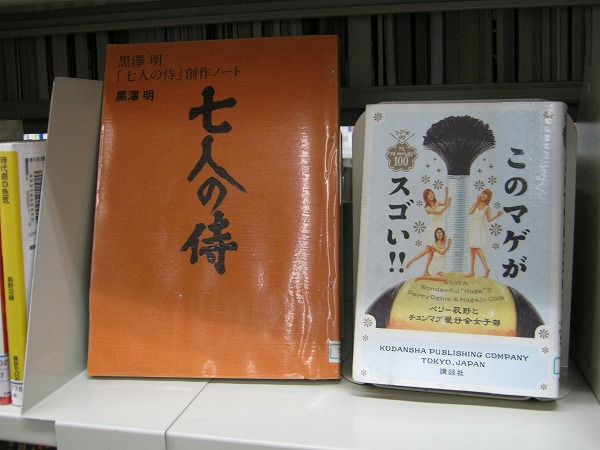 黒澤 明
「七人の侍」創作ノート
黒澤 明
七人の侍
このマゲが
スゴい!!
100
What A
Wonderful "Mage"!!
Berry Ogino & Magejo Club
ペリー荻野と
チョンマゲ愛好会女子部
KODANSHA PUBLISHING COMPANY
TOKYO, JAPAN
講談社
時代劇の色気